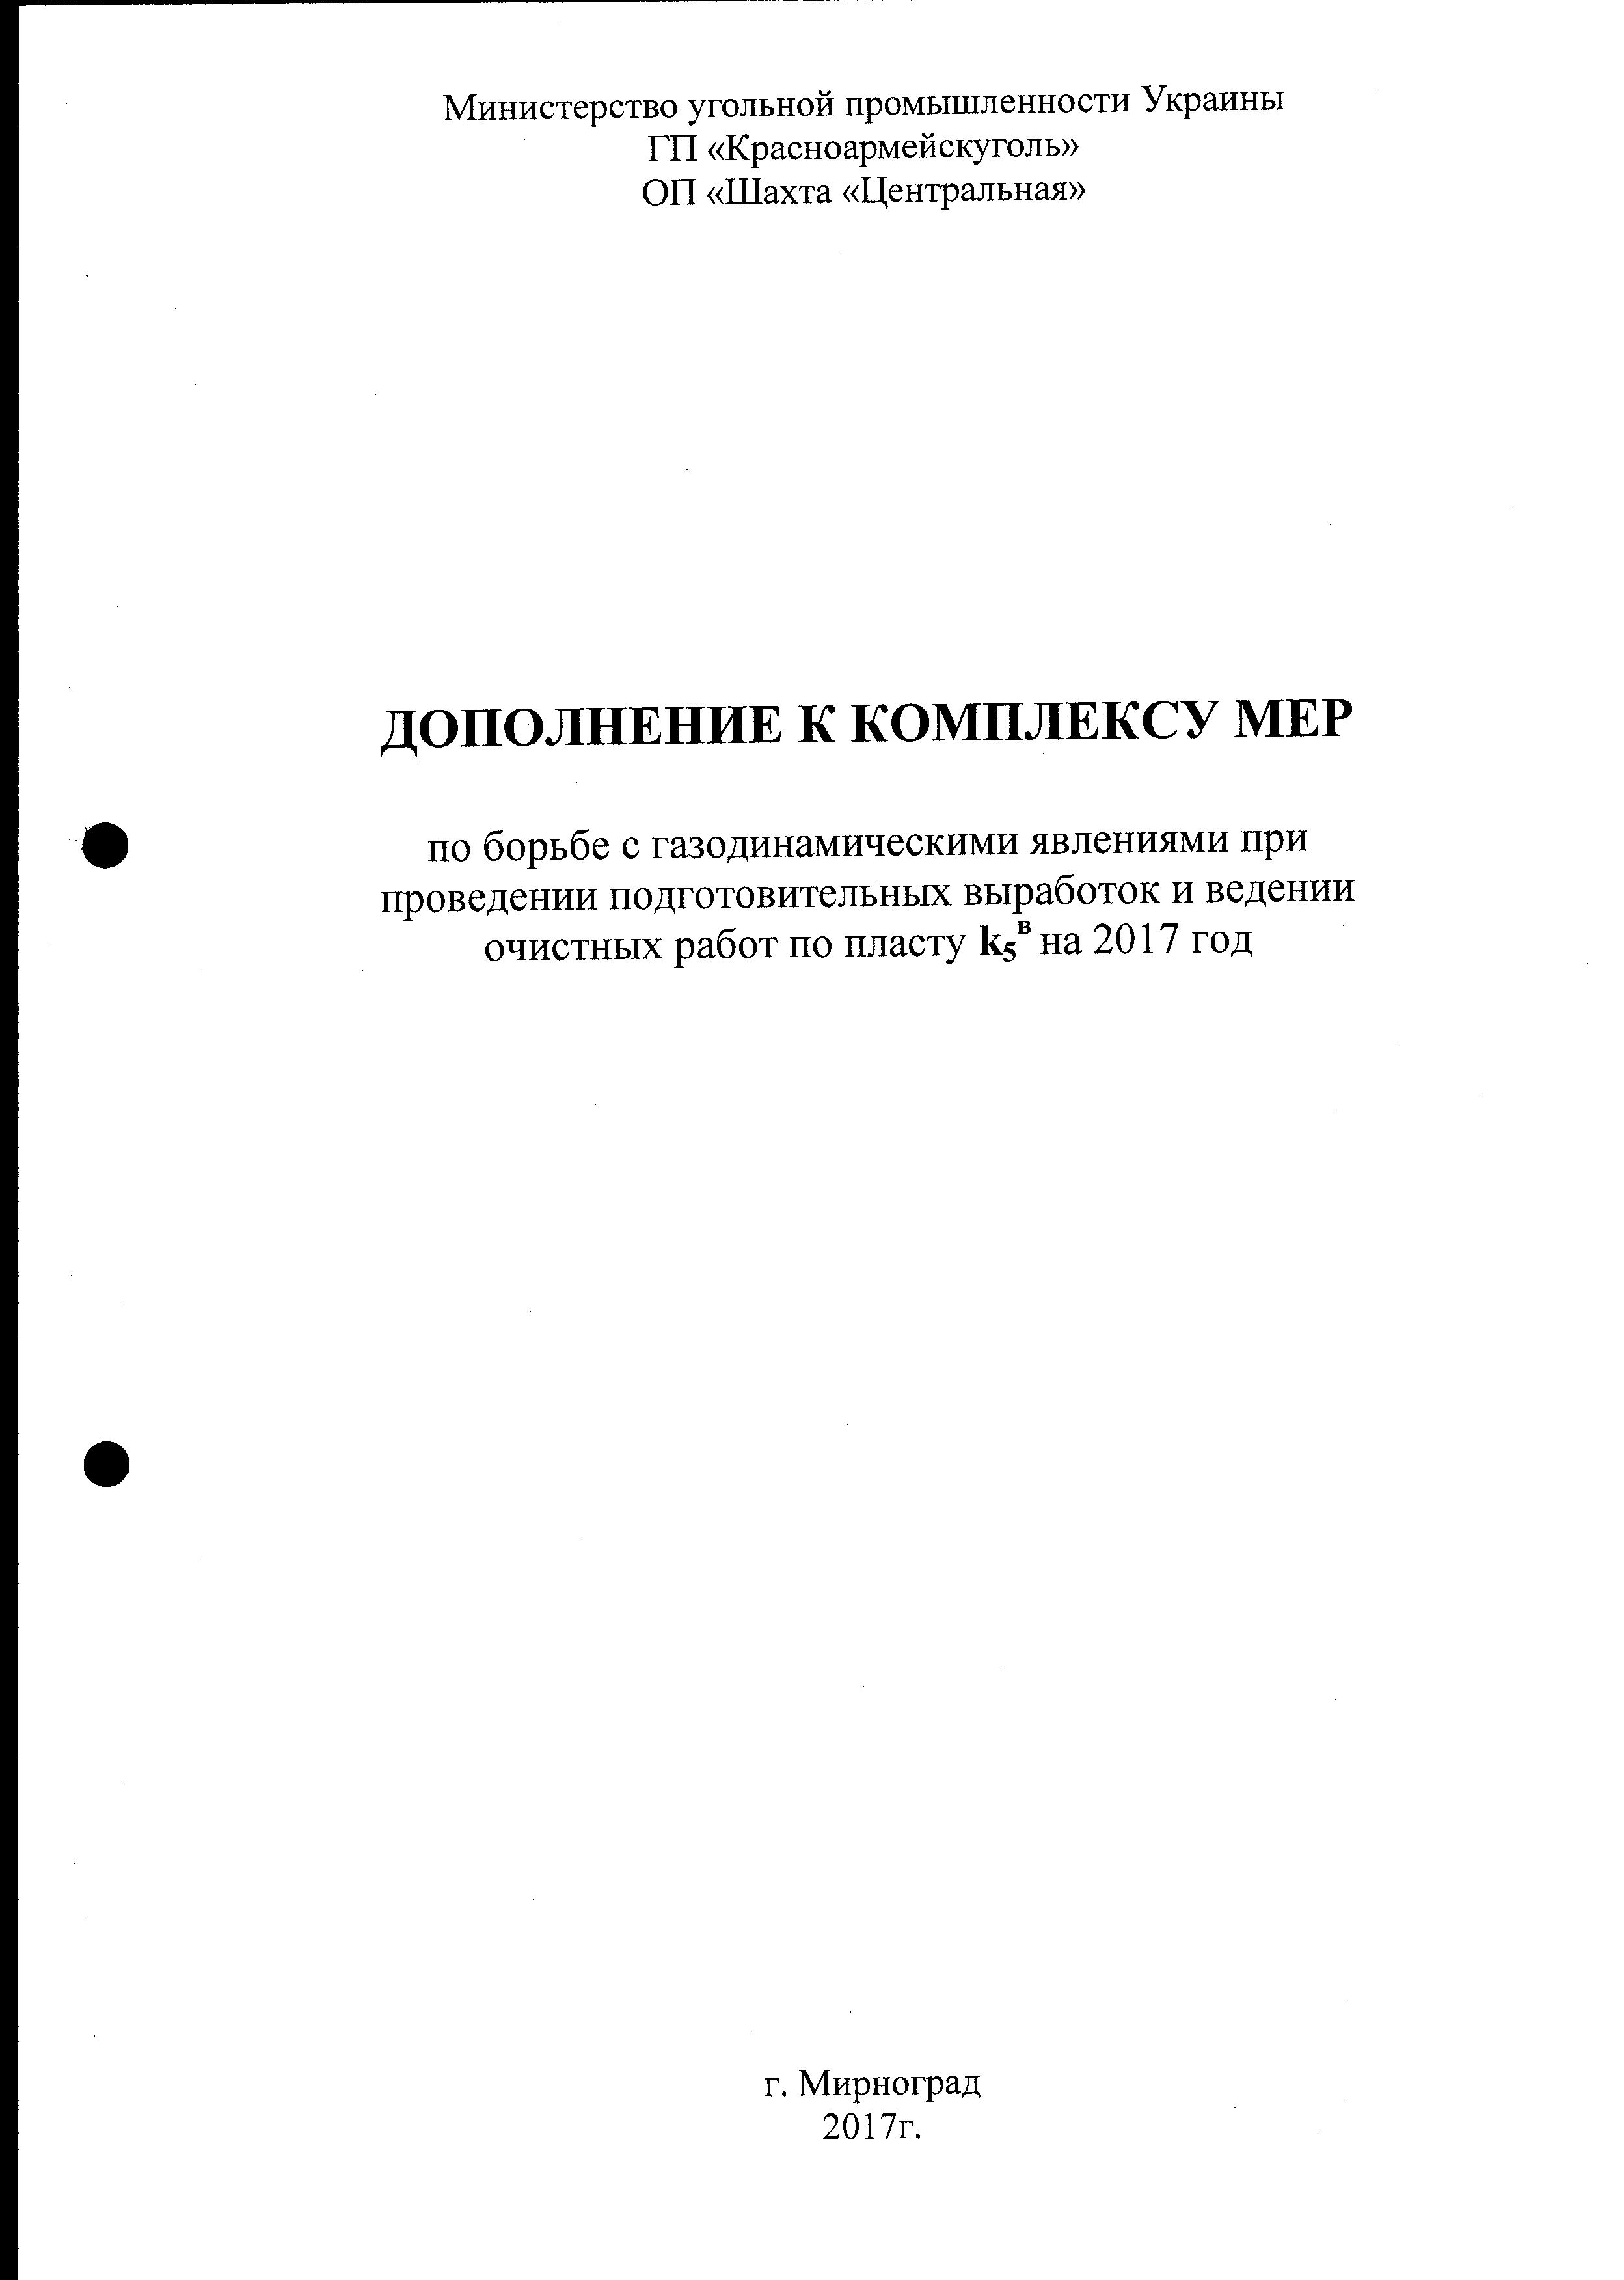 Министерство угольной промышленности Украины
ГП «Красноармейскуголь»
ОП «Шахта «Центральная»
ДОПОЛНЕНИЕ К КОМПЛЕКСУ МЕР
по борьбе с газодинамическими явлениями при
проведении подготовительных выработок и ведении
очистных работ по пласту k₅ᴮ на 2017 год
г. Мирноград
2017г.